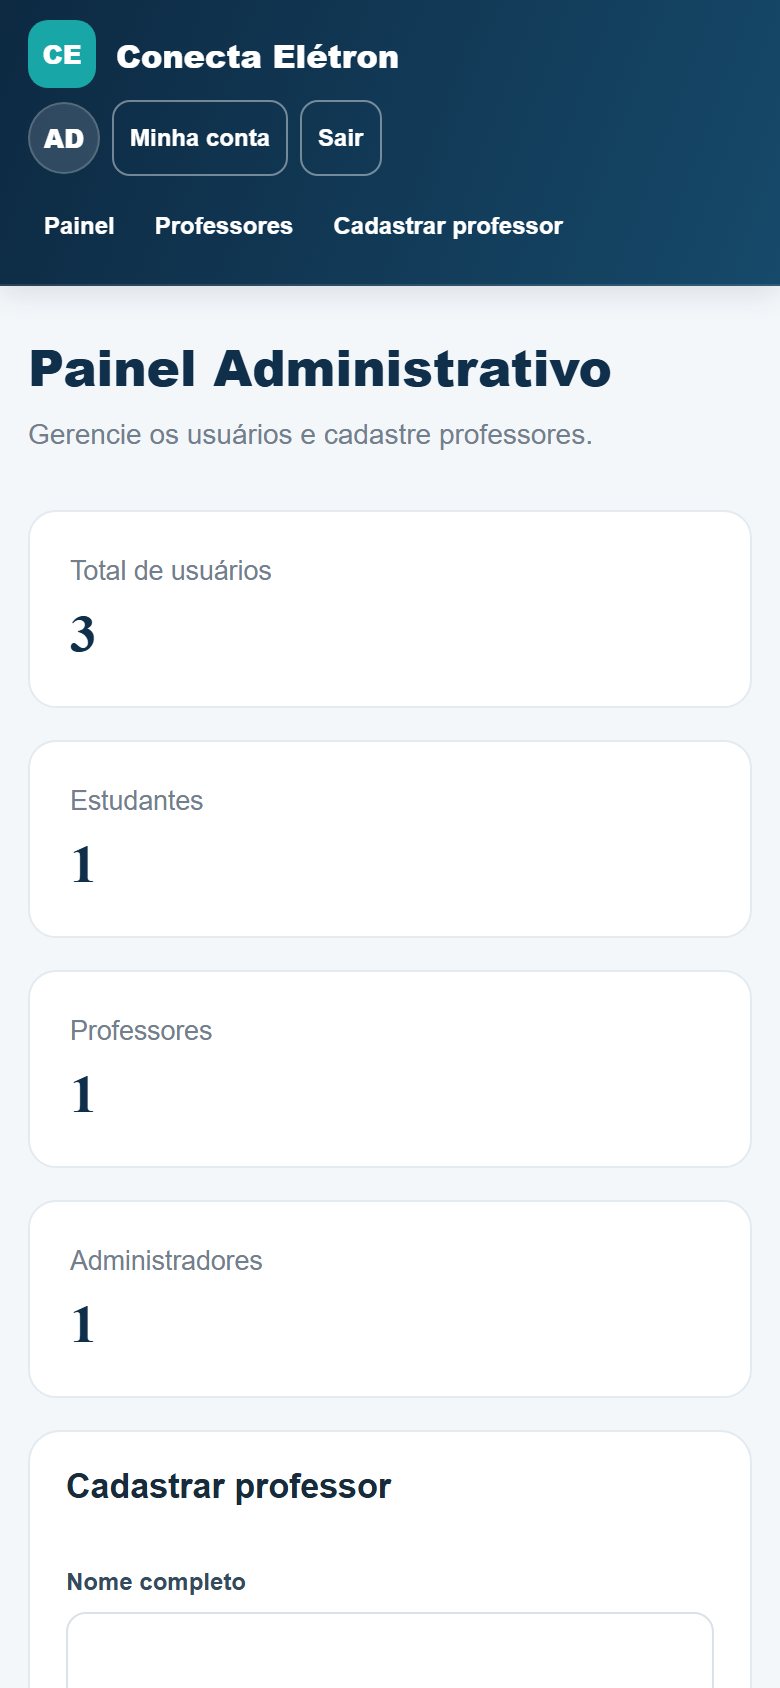 CE Conecta Elétron
AD Minha conta Sair
Painel Professores Cadastrar professor
Painel Administrativo
Gerencie os usuários e cadastre professores.
Total de usuários
3
Estudantes
1
Professores
1
Administradores
1
Cadastrar professor
Nome completo